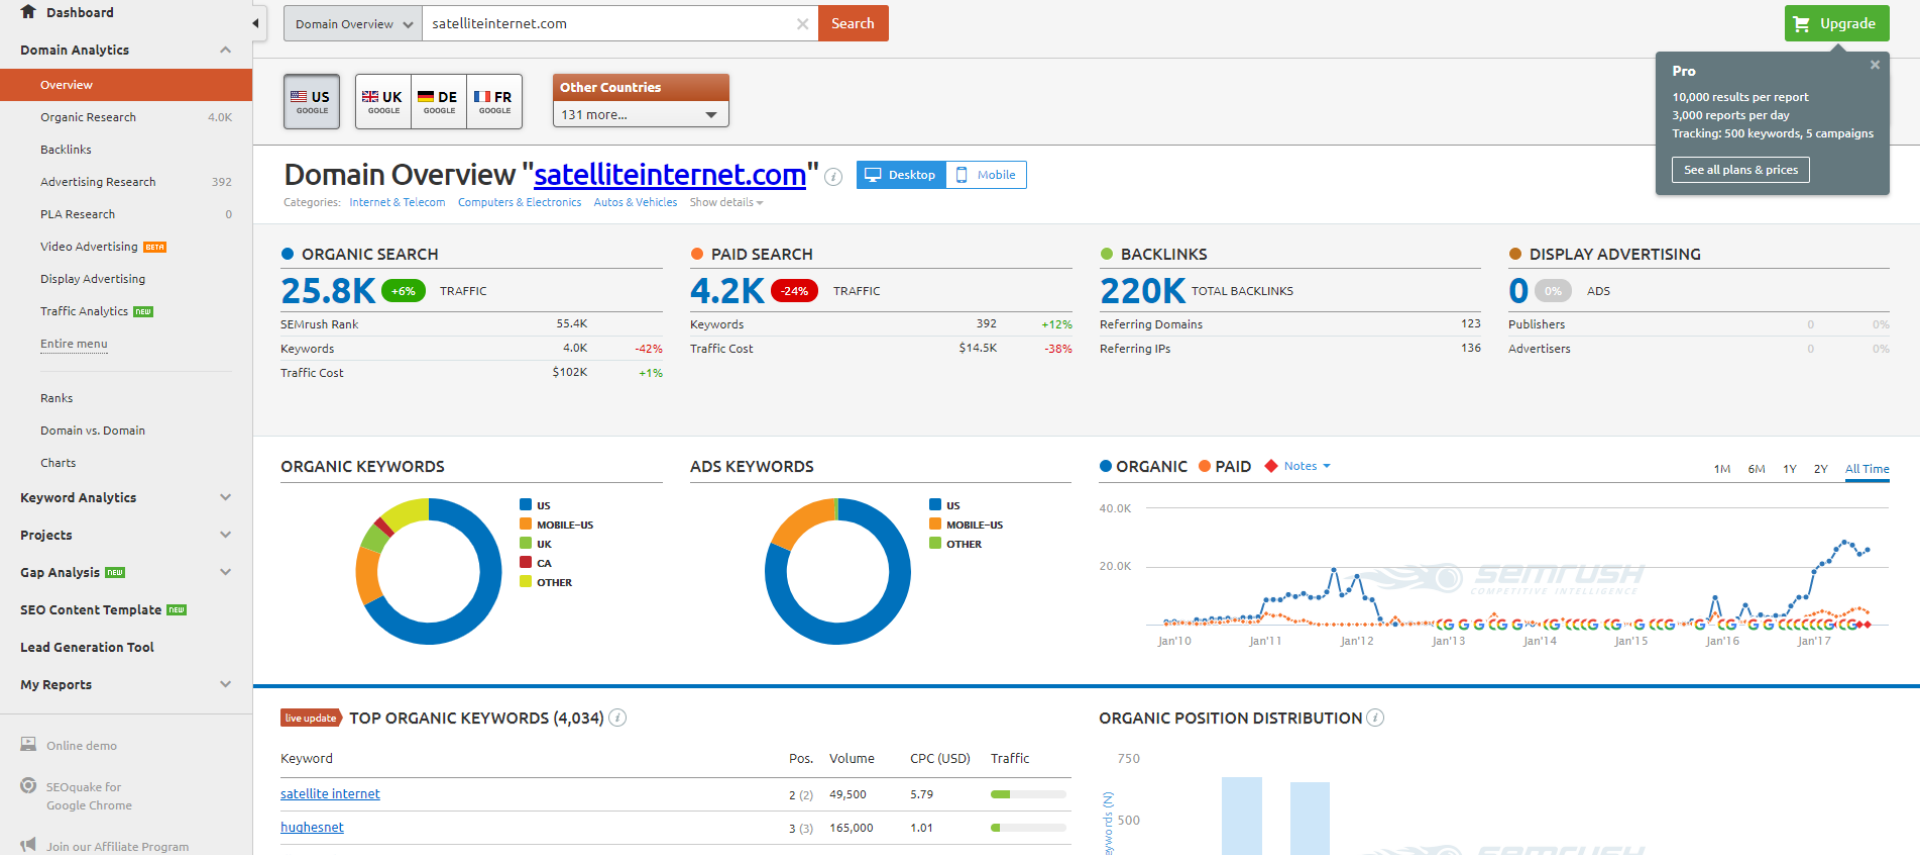 Dashboard
Domain Analytics
Overview
Organic Research 4.0K
Backlinks
Advertising Research 392
PLA Research 0
Video Advertising BETA
Display Advertising
Traffic Analytics NEW
Entire menu
Ranks
Domain vs. Domain
Charts
Keyword Analytics
Projects
Gap Analysis NEW
SEO Content Template NEW
Lead Generation Tool
My Reports
Online demo
SEOquake for
Google Chrome
Join our Affiliate Program
Domain Overview satelliteinternet.com Search
Upgrade
Pro
10,000 results per report
3,000 reports per day
Tracking: 500 keywords, 5 campaigns
See all plans & prices
US UK DE FR
GOOGLE GOOGLE GOOGLE GOOGLE
Other Countries
131 more...
Domain Overview "satelliteinternet.com" i Desktop Mobile
Categories: Internet & Telecom Computers & Electronics Autos & Vehicles Show details
ORGANIC SEARCH
25.8K +6% TRAFFIC
SEMrush Rank 55.4K
Keywords 4.0K -42%
Traffic Cost $102K +1%
PAID SEARCH
4.2K -24% TRAFFIC
Keywords 392 +12%
Traffic Cost $14.5K -38%
BACKLINKS
220K TOTAL BACKLINKS
Referring Domains 123
Referring IPs 136
DISPLAY ADVERTISING
0 0% ADS
Publishers 0 0%
Advertisers 0 0%
ORGANIC KEYWORDS
US
MOBILE-US
UK
CA
OTHER
ADS KEYWORDS
US
MOBILE-US
OTHER
ORGANIC PAID Notes 1M 6M 1Y 2Y All Time
40.0K
20.0K
SEMRUSH
COMPETITIVE INTELLIGENCE
Jan'10 Jan'11 Jan'12 Jan'13 Jan'14 Jan'15 Jan'16 Jan'17
live update TOP ORGANIC KEYWORDS (4,034) i
Keyword Pos. Volume CPC (USD) Traffic
satellite internet 2 (2) 49,500 5.79
hughesnet 3 (3) 165,000 1.01
ORGANIC POSITION DISTRIBUTION i
750
500